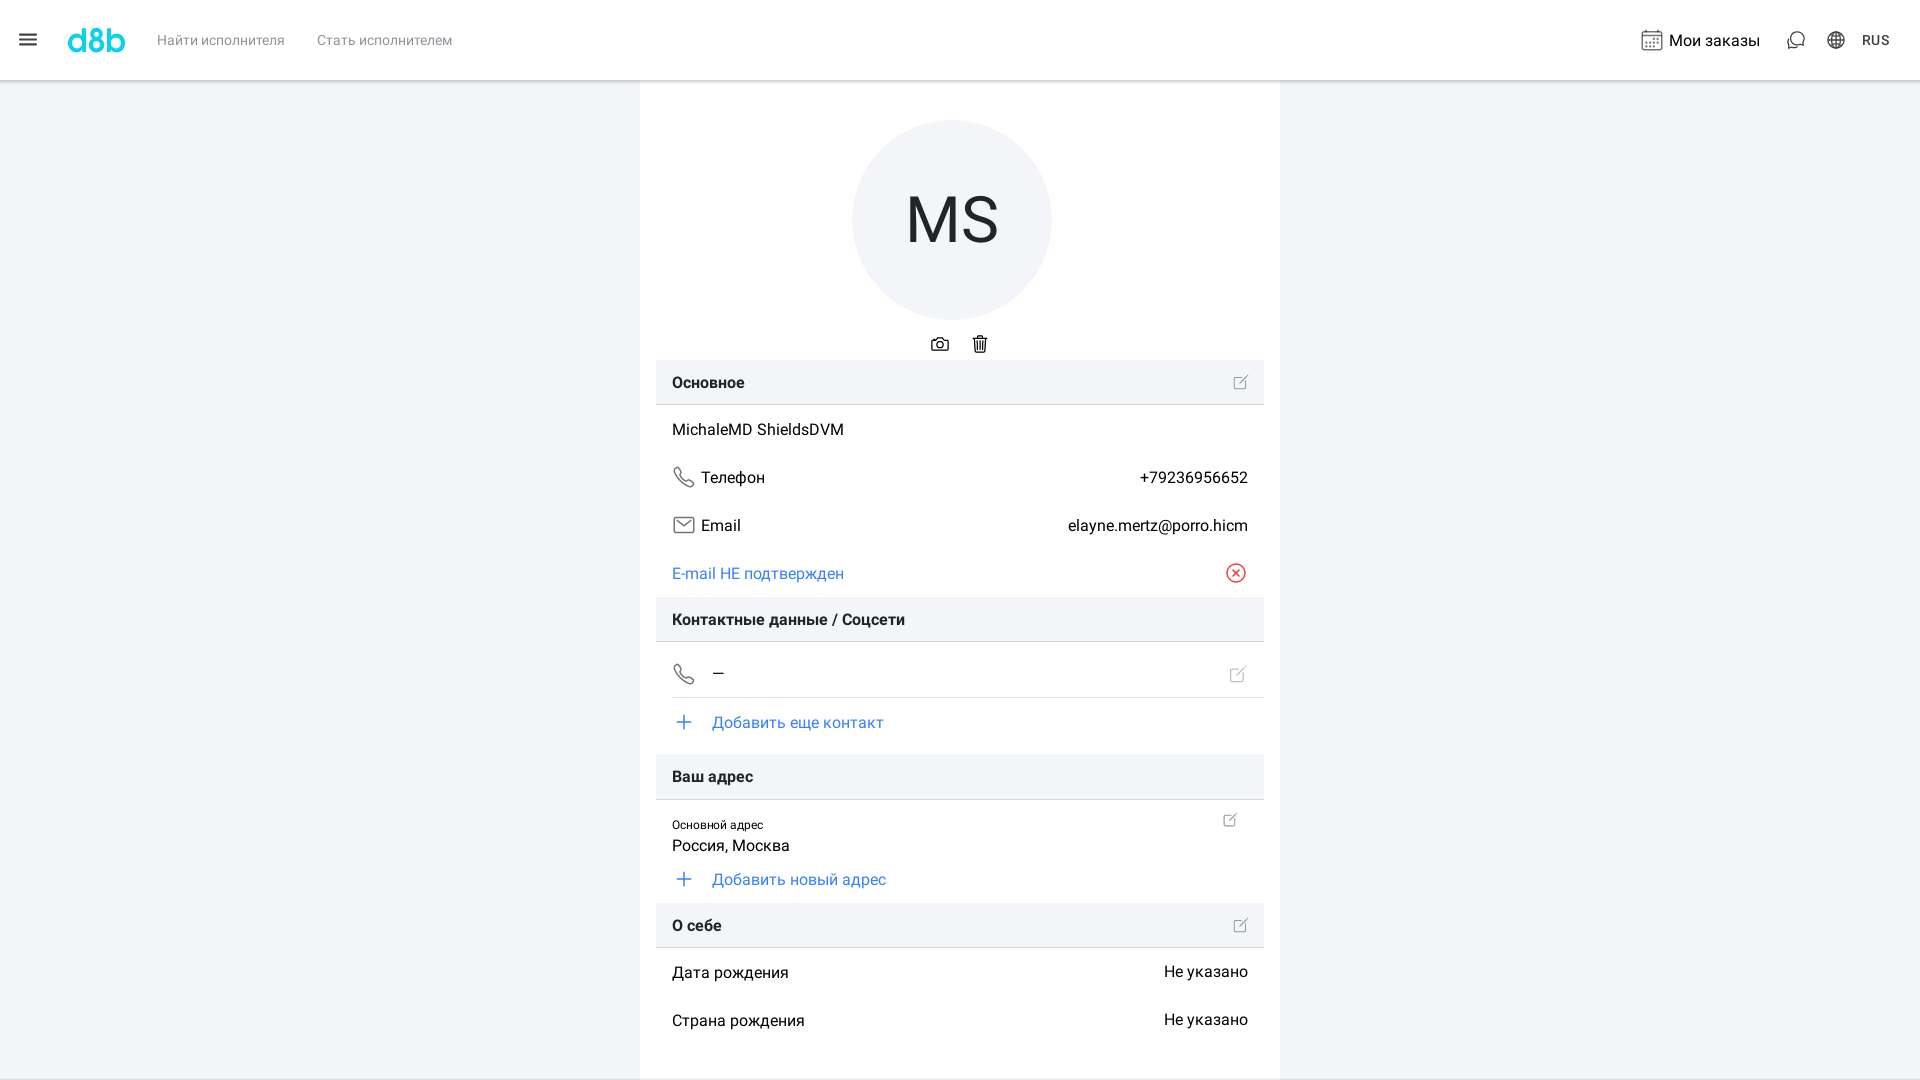 d8b
Найти исполнителя
Стать исполнителем
Мои заказы
RUS
MS
Основное
MichaleMD ShieldsDVM
Телефон
+79236956652
Email
elayne.mertz@porro.hicm
E-mail НЕ подтвержден
Контактные данные / Соцсети
—
Добавить еще контакт
Ваш адрес
Основной адрес
Россия, Москва
Добавить новый адрес
О себе
Дата рождения
Не указано
Страна рождения
Не указано